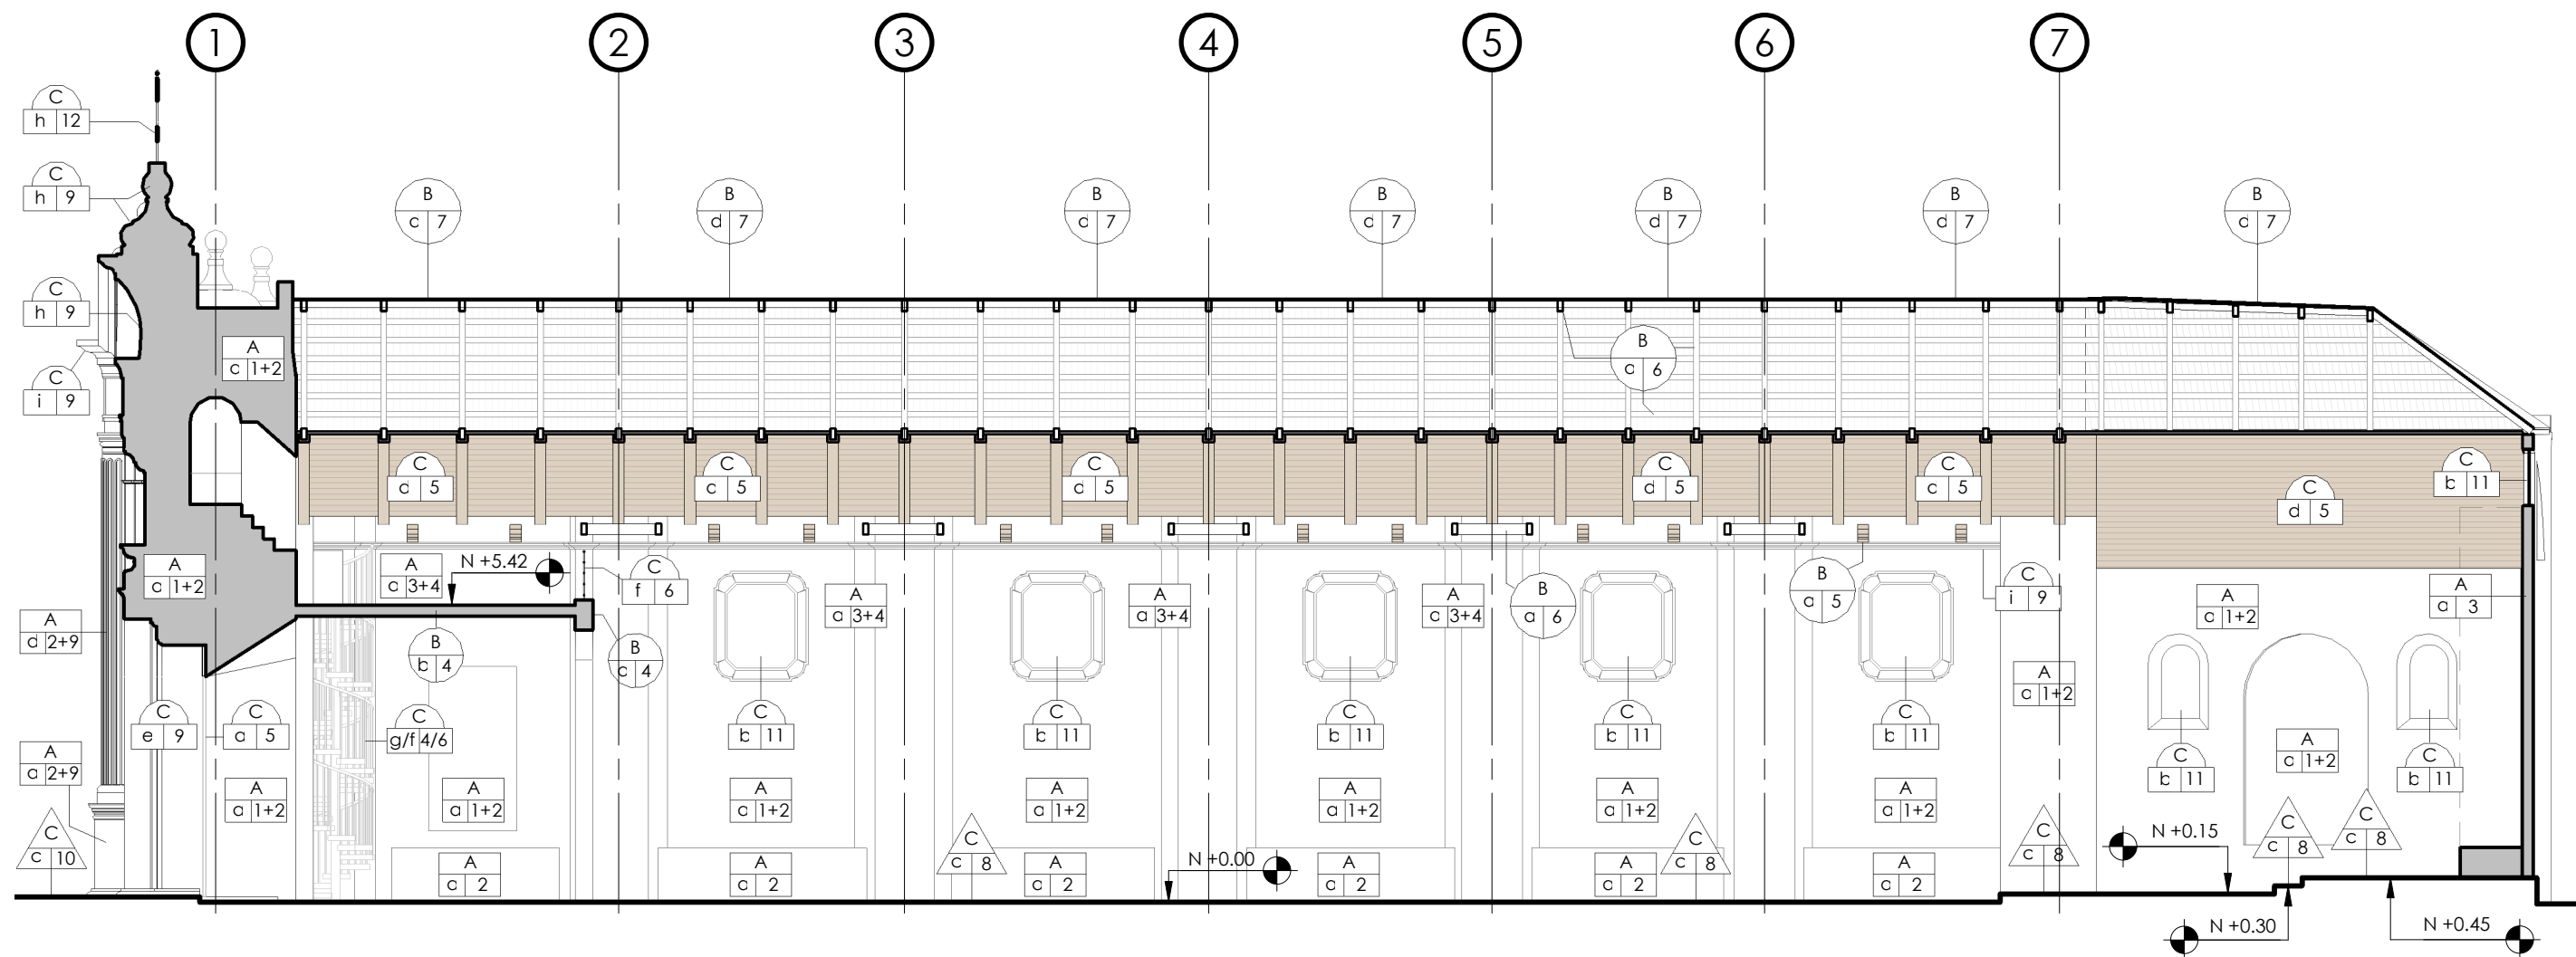 1 2 3 4 5 6 7
C
h 12
C
h 9
B
c 7
B
d 7
B
d 7
B
d 7
B
d 7
B
d 7
B
d 7
C
h 9
C
i 9
A
c 1+2
B
a 6
C
d 5
C
c 5
C
d 5
C
d 5
C
c 5
C
d 5
C
b 11
A
a 1+2
A
a 3+4
N +5.42
C
f 6
A
a 3+4
A
a 3+4
A
a 3+4
B
a 6
B
a 5
C
i 9
A
a 1+2
A
a 3
A
d 2+9
B
b 4
B
c 4
A
a 1+2
C
e 9
C
a 5
C
g/f 4/6
C
b 11
C
b 11
C
b 11
C
b 11
C
b 11
C
b 11
A
c 1+2
C
b 11
A
a 2+9
A
a 1+2
A
a 1+2
A
a 1+2
A
a 1+2
A
a 1+2
A
a 1+2
A
a 1+2
C
c 10
A
c 2
A
c 2
C
c 8
A
c 2
N +0.00
A
c 2
A
c 2
C
c 8
A
a 2
C
c 8
N +0.15
C
c 8
C
c 8
N +0.30
N +0.45